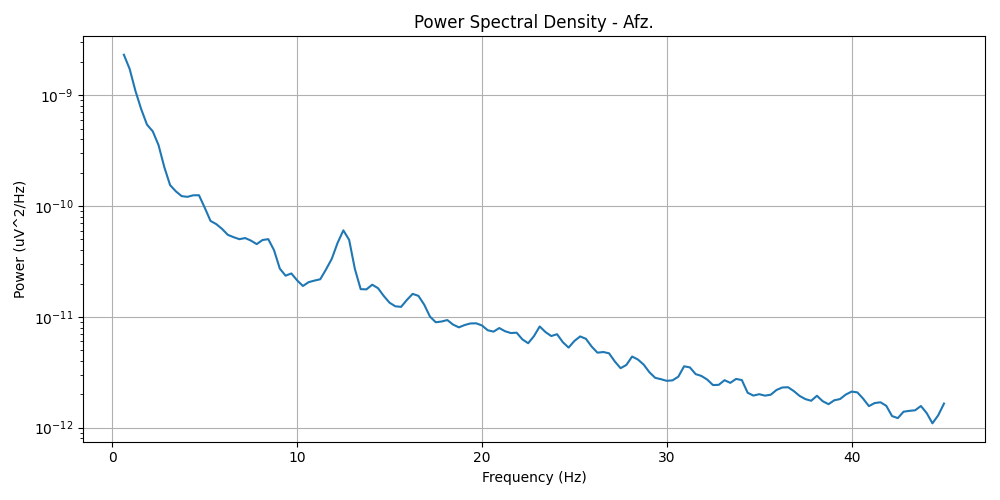 Power Spectral Density - Afz.
Power (uV^2/Hz)
10⁻⁹
10⁻¹⁰
10⁻¹¹
10⁻¹²
0 10 20 30 40
Frequency (Hz)